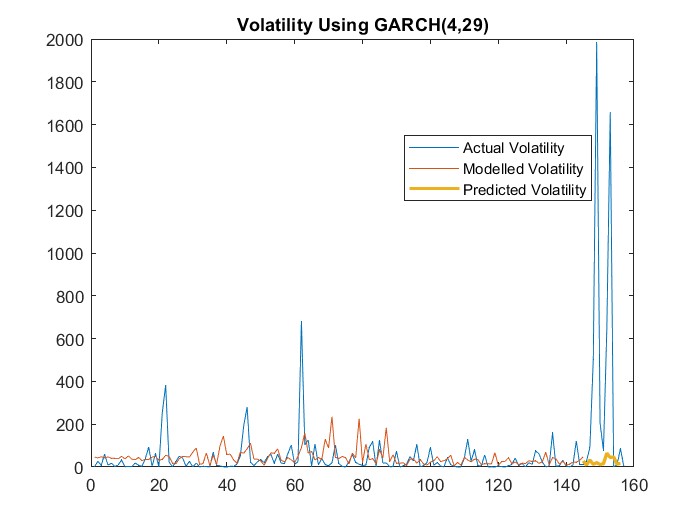 Volatility Using GARCH(4,29)
2000
1800
1600
1400
1200
1000
800
600
400
200
0
Actual Volatility
Modelled Volatility
Predicted Volatility
0 20 40 60 80 100 120 140 160